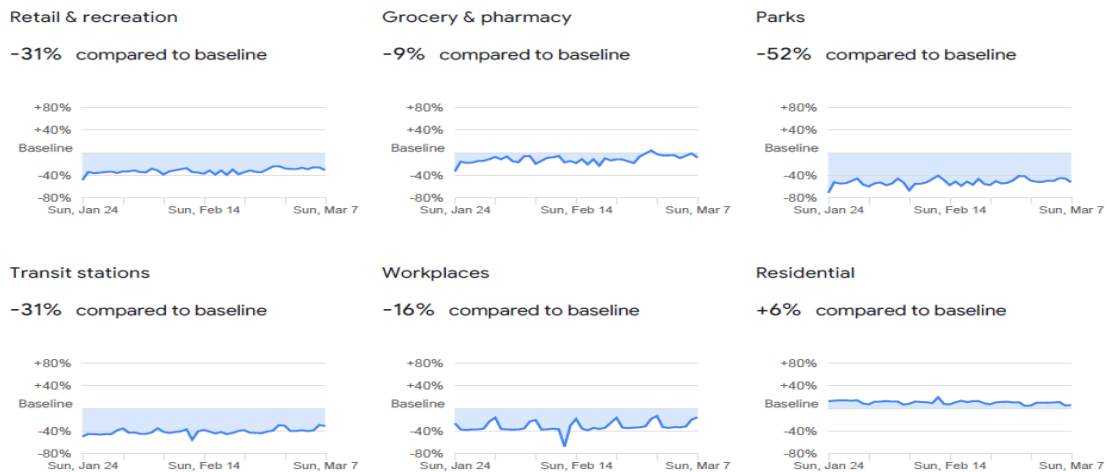 Retail & recreation
-31% compared to baseline
+80%
+40%
Baseline
-40%
-80%
Sun, Jan 24 Sun, Feb 14 Sun, Mar 7
Grocery & pharmacy
-9% compared to baseline
+80%
+40%
Baseline
-40%
-80%
Sun, Jan 24 Sun, Feb 14 Sun, Mar 7
Parks
-52% compared to baseline
+80%
+40%
Baseline
-40%
-80%
Sun, Jan 24 Sun, Feb 14 Sun, Mar 7
Transit stations
-31% compared to baseline
+80%
+40%
Baseline
-40%
-80%
Sun, Jan 24 Sun, Feb 14 Sun, Mar 7
Workplaces
-16% compared to baseline
+80%
+40%
Baseline
-40%
-80%
Sun, Jan 24 Sun, Feb 14 Sun, Mar 7
Residential
+6% compared to baseline
+80%
+40%
Baseline
-40%
-80%
Sun, Jan 24 Sun, Feb 14 Sun, Mar 7